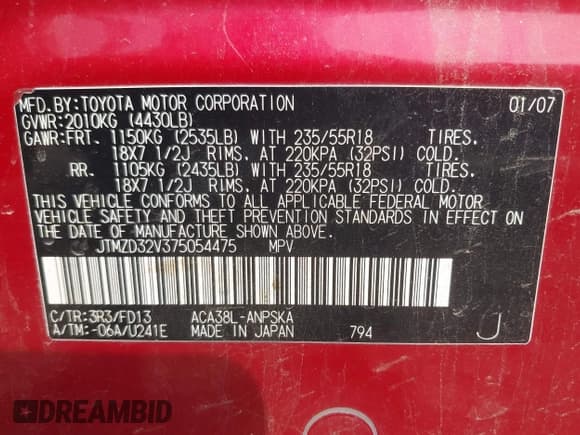 MFD.BY:TOYOTA MOTOR CORPORATION 01/07
GVWR:2010KG (4430LB)
GAWR:FRT. 1150KG (2535LB) WITH 235/55R18 TIRES.
18X7 1/2J RIMS. AT 220KPA (32PSI) COLD.
RR. 1105KG (2435LB) WITH 235/55R18 TIRES.
18X7 1/2J RIMS. AT 220KPA (32PSI) COLD.
THIS VEHICLE CONFORMS TO ALL APPLICABLE FEDERAL MOTOR
VEHICLE SAFETY AND THEFT PREVENTION STANDARDS IN EFFECT ON
THE DATE OF MANUFACTURE SHOWN ABOVE.
JTMZD32V375054475 MPV
C/TR:3R3/FD13 ACA38L-ANPSKA
A/TM:-06A/U241E MADE IN JAPAN 794 J
DREAMBID